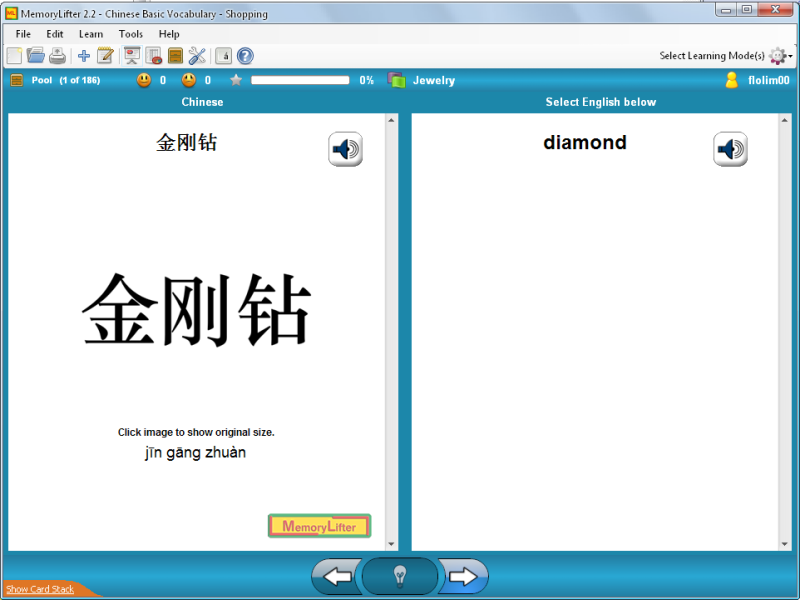 MemoryLifter 2.2 - Chinese Basic Vocabulary - Shopping
File Edit Learn Tools Help
Select Learning Mode(s)
Pool (1 of 186) 0 0 0% Jewelry flolim00
Chinese
Select English below
金刚钻
diamond
金刚钻
Click image to show original size.
jīn gāng zhuàn
MemoryLifter
Show Card Stack